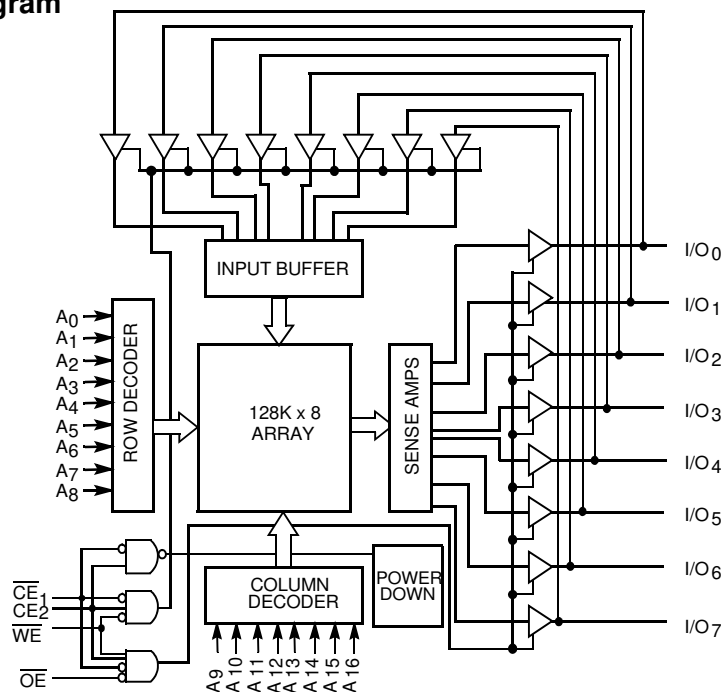 gram
INPUT BUFFER
ROW DECODER
128K x 8
ARRAY
SENSE AMPS
COLUMN
DECODER
POWER
DOWN
A0
A1
A2
A3
A4
A5
A6
A7
A8
CE1
CE2
WE
OE
A9
A10
A11
A12
A13
A14
A15
A16
I/O0
I/O1
I/O2
I/O3
I/O4
I/O5
I/O6
I/O7